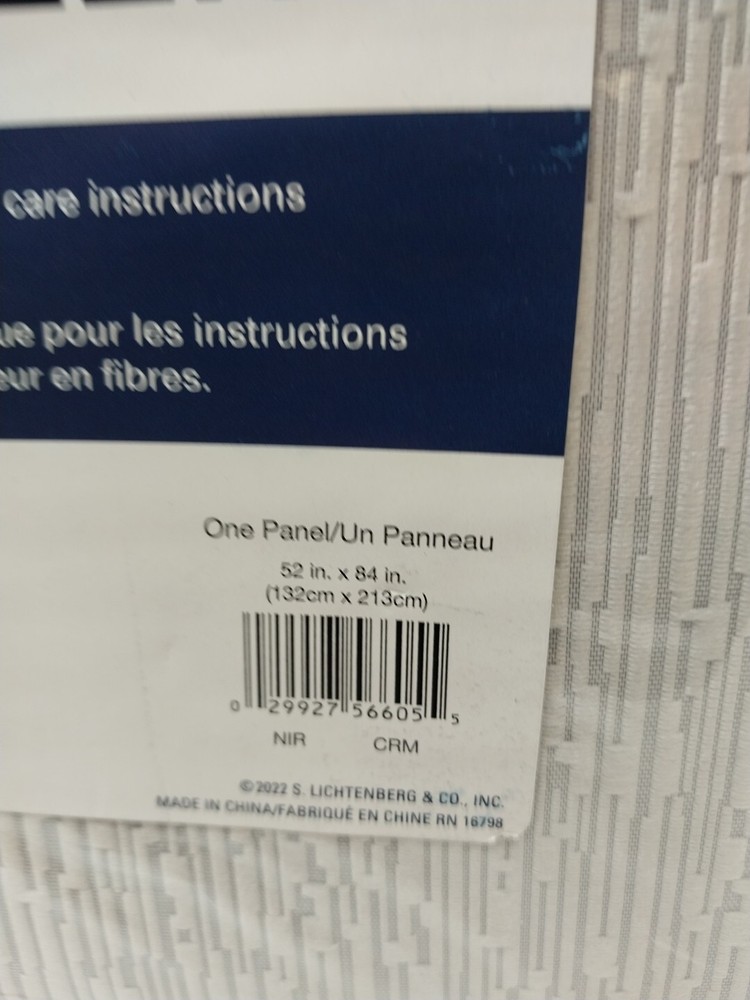 care instructions
ue pour les instructions
eur en fibres.
One Panel/Un Panneau
52 in. x 84 in.
(132cm x 213cm)
0 29927 56605 5
NIR CRM
©2022 S. LICHTENBERG & CO., INC.
MADE IN CHINA/FABRIQUÉ EN CHINE RN 16798